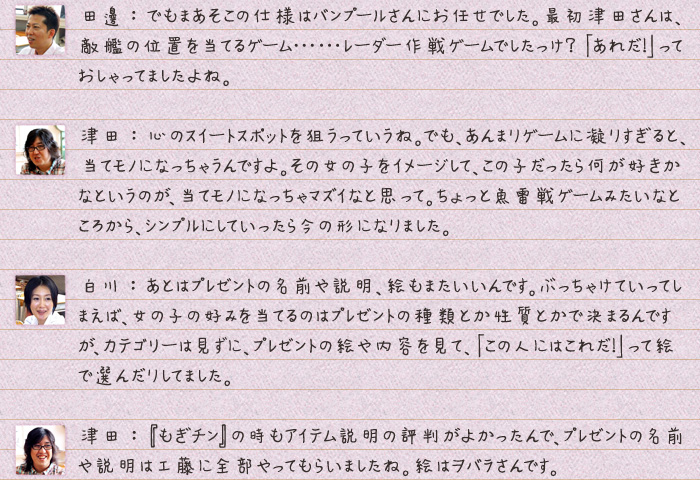 田邊：でもまあそこの仕様はバンプールさんにお任せでした。最初津田さんは、
敵艦の位置を当てるゲーム……レーダー作戦ゲームでしたっけ?「あれだ!」って
おしゃってましたよね。
津田：心のスイートスポットを狙うっていうね。でも、あんまりゲームに凝りすぎると、
当てモノになっちゃうんですよ。その女の子をイメージして、この子だったら何が好きか
なというのが、当てモノになっちゃマズイなと思って。ちょっと魚雷戦ゲームみたいなと
ころから、シンプルにしていったら今の形になりました。
白川：あとはプレゼントの名前や説明、絵もまたいいんです。ぶっちゃけていってし
まえば、女の子の好みを当てるのはプレゼントの種類とか性質とかで決まるんです
が、カテゴリーは見ずに、プレゼントの絵や内容を見て、「この人にはこれだ!」って絵
で選んだりしてました。
津田：『もぎチン』の時もアイテム説明の評判がよかったんで、プレゼントの名前
や説明は工藤に全部やってもらいましたね。絵はヲバラさんです。